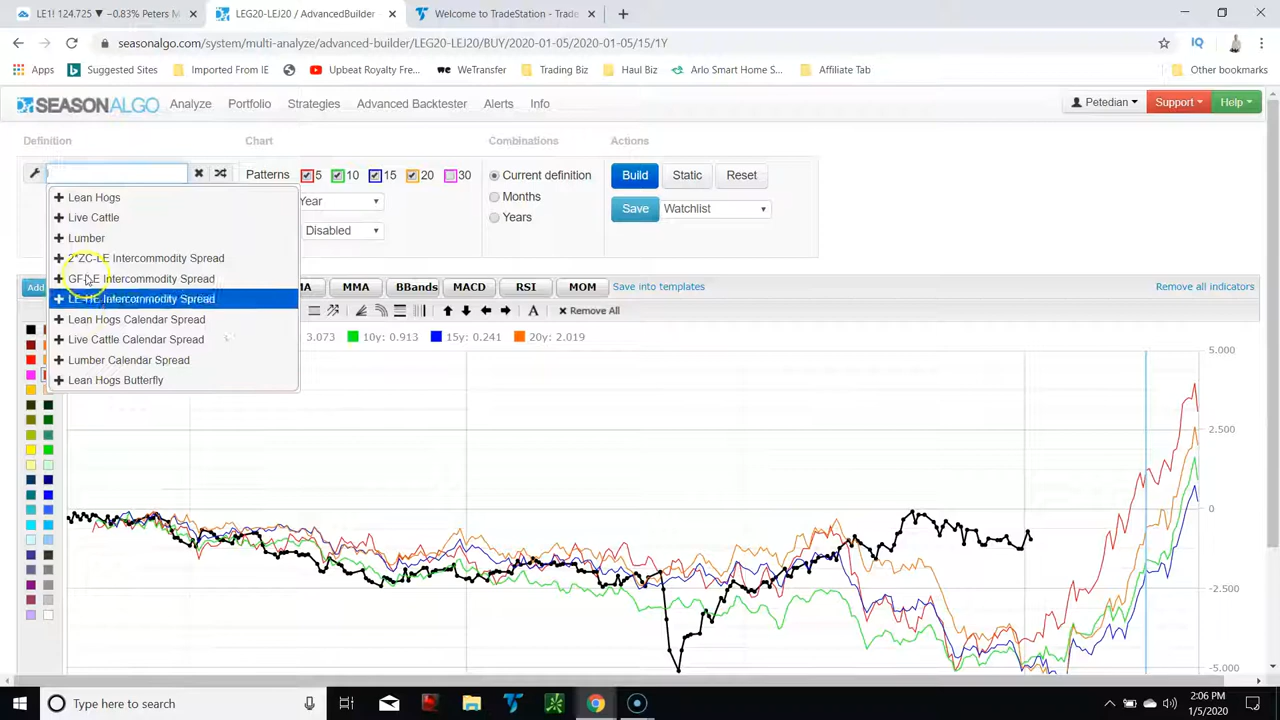 LE1! 124.725 ▼ −0.83% Peters M
LEG20-LEJ20 / AdvancedBuilder
Welcome to TradeStation - Trade
seasonalgo.com/system/multi-analyze/advanced-builder/LEG20-LEJ20/BUY/2020-01-05/2020-01-05/15/1Y
Apps Suggested Sites Imported From IE Upbeat Royalty Fre... WeTransfer Trading Biz Haul Biz Arlo Smart Home S... Affiliate Tab Other bookmarks
SEASONALGO Analyze Portfolio Strategies Advanced Backtester Alerts Info Petedian Support Help
Definition Chart Combinations Actions
Patterns 5 10 15 20 30 Current definition Build Static Reset
Lean Hogs Year Months
Live Cattle Save Watchlist
Lumber Disabled Years
2*ZC-LE Intercommodity Spread
GF-LE Intercommodity Spread
LE-HE Intercommodity Spread
Lean Hogs Calendar Spread
Live Cattle Calendar Spread
Lumber Calendar Spread
Lean Hogs Butterfly
Add MA MMA BBands MACD RSI MOM Save into templates Remove all indicators
A Remove All
3.073 10y: 0.913 15y: 0.241 20y: 2.019
5.000
2.500
0
-2.500
-5.000
Type here to search
2:06 PM
1/5/2020